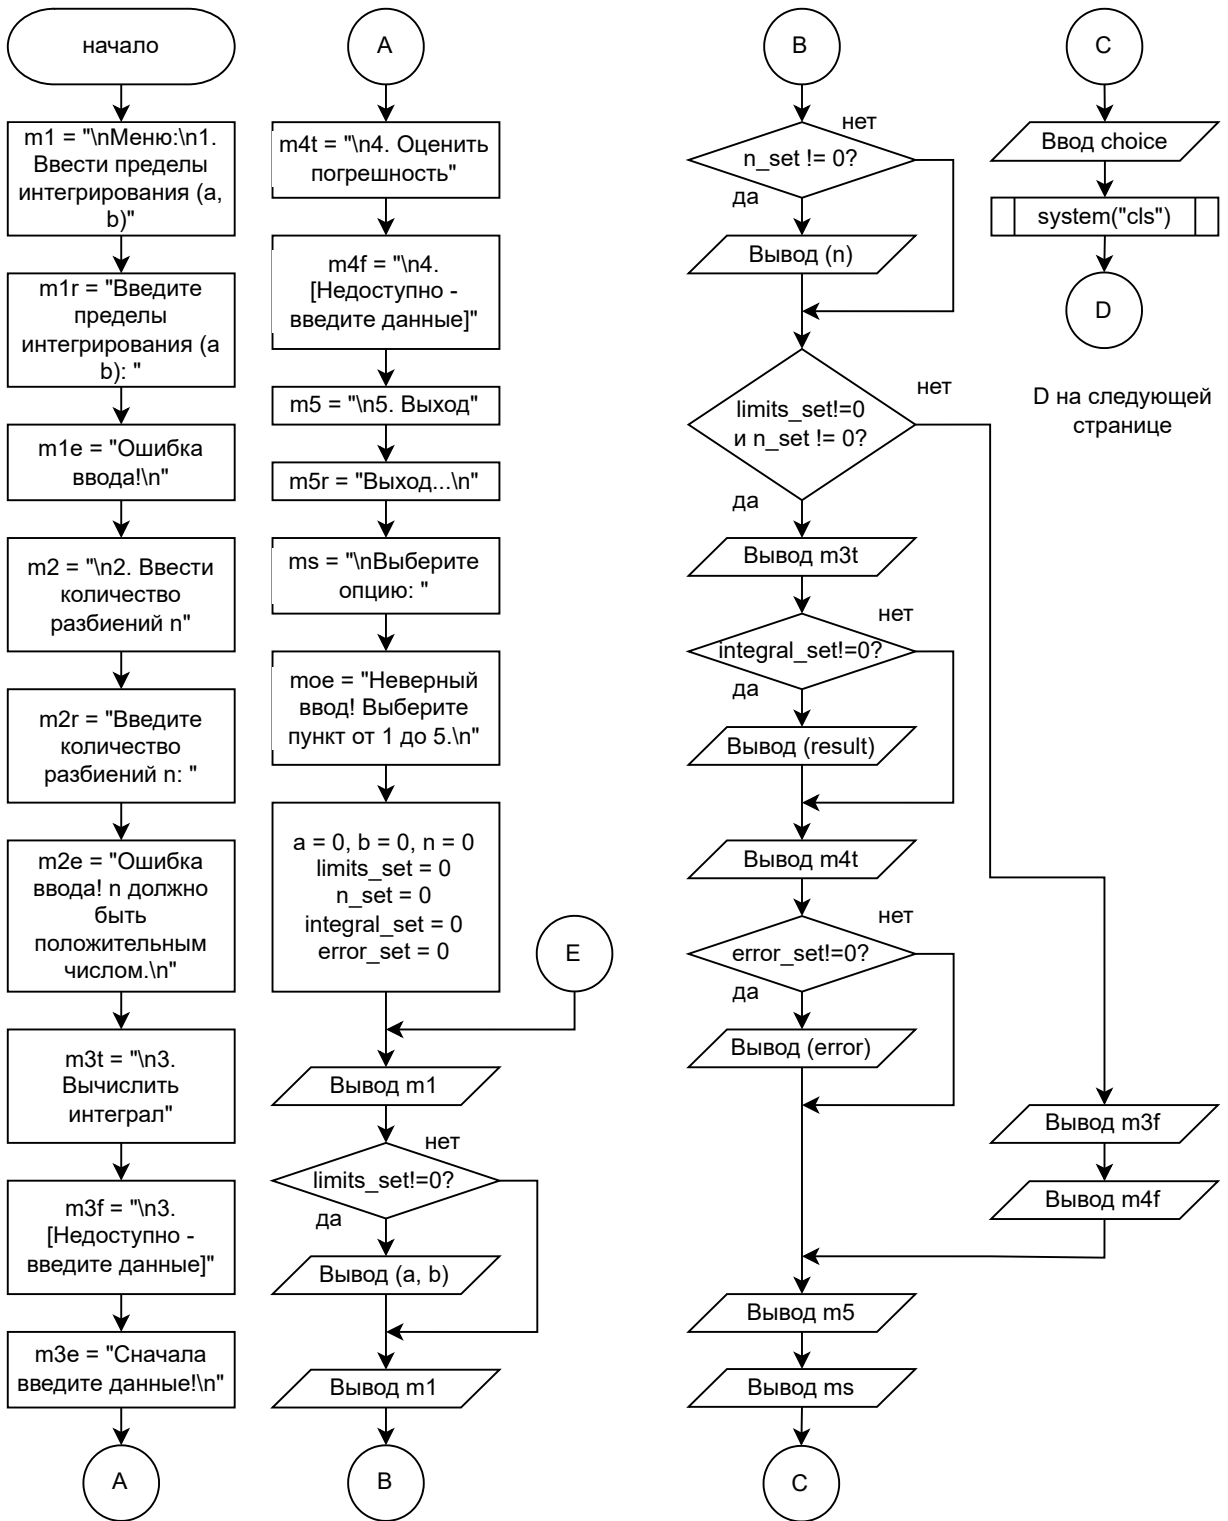 начало
m1 = "\nМеню:\n1.
Ввести пределы
интегрирования (a,
b)"
m1r = "Введите
пределы
интегрирования (a
b): "
m1e = "Ошибка
ввода!\n"
m2 = "\n2. Ввести
количество
разбиений n"
m2r = "Введите
количество
разбиений n: "
m2e = "Ошибка
ввода! n должно
быть
положительным
числом.\n"
m3t = "\n3.
Вычислить
интеграл"
m3f = "\n3.
[Недоступно -
введите данные]"
m3e = "Сначала
введите данные!\n"
A
A
m4t = "\n4. Оценить
погрешность"
m4f = "\n4.
[Недоступно -
введите данные]"
m5 = "\n5. Выход"
m5r = "Выход...\n"
ms = "\nВыберите
опцию: "
moe = "Неверный
ввод! Выберите
пункт от 1 до 5.\n"
a = 0, b = 0, n = 0
limits_set = 0
n_set = 0
integral_set = 0
error_set = 0
E
Вывод m1
нет
limits_set!=0?
да
Вывод (a, b)
Вывод m1
B
B
нет
n_set != 0?
да
Вывод (n)
нет
limits_set!=0
и n_set != 0?
да
Вывод m3t
нет
integral_set!=0?
да
Вывод (result)
Вывод m4t
нет
error_set!=0?
да
Вывод (error)
Вывод m5
Вывод ms
C
C
Ввод choice
system("cls")
D
D на следующей
странице
Вывод m3f
Вывод m4f